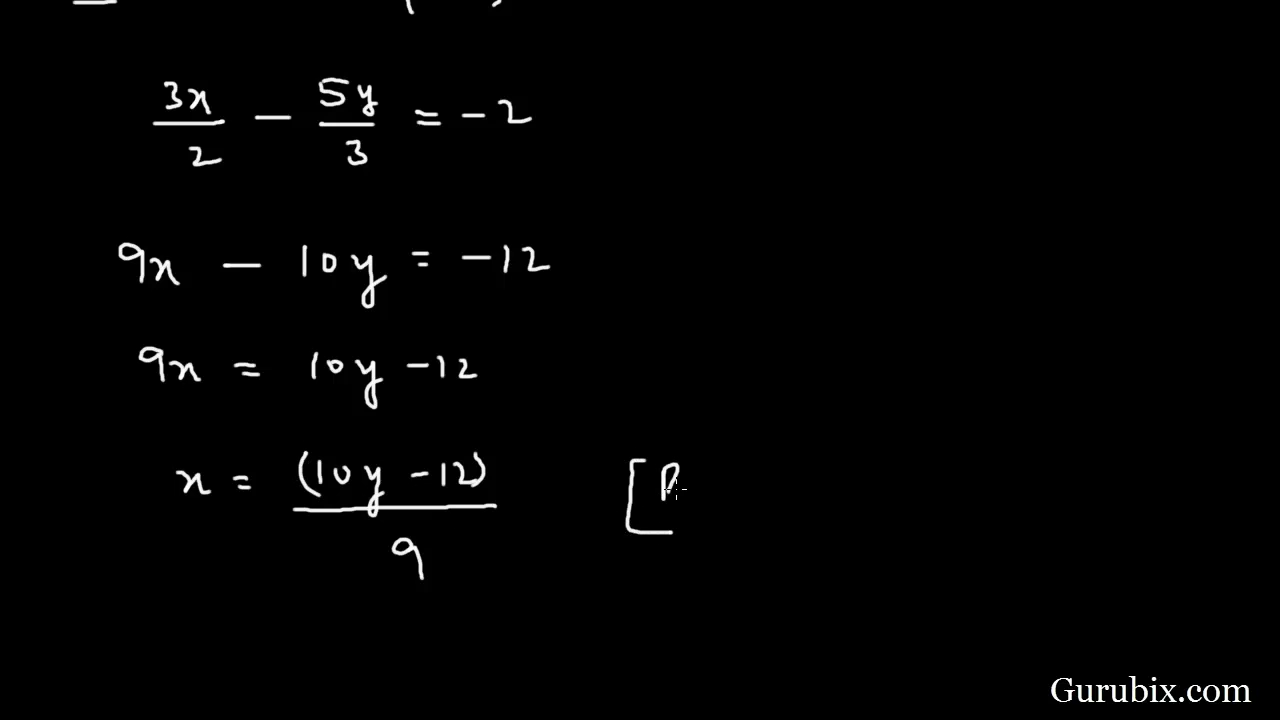 3x/2 - 5y/3 = -2
9x - 10y = -12
9x = 10y - 12
x = (10y - 12)/9 [
Gurubix.com